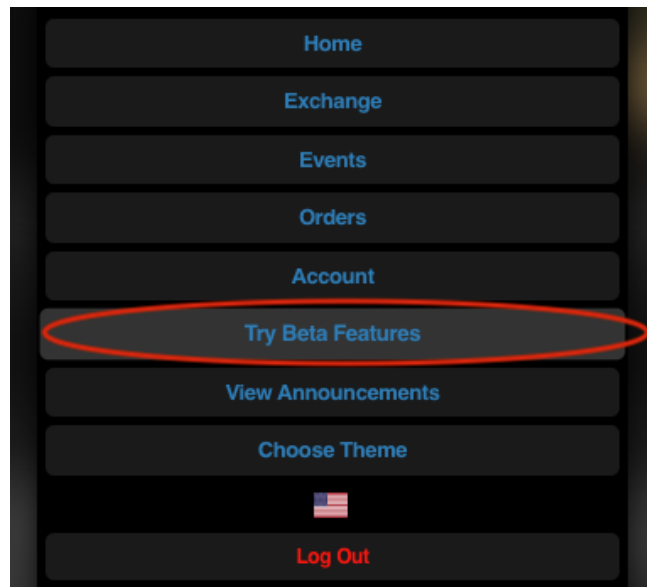 Home
Exchange
Events
Orders
Account
Try Beta Features
View Announcements
Choose Theme
Log Out